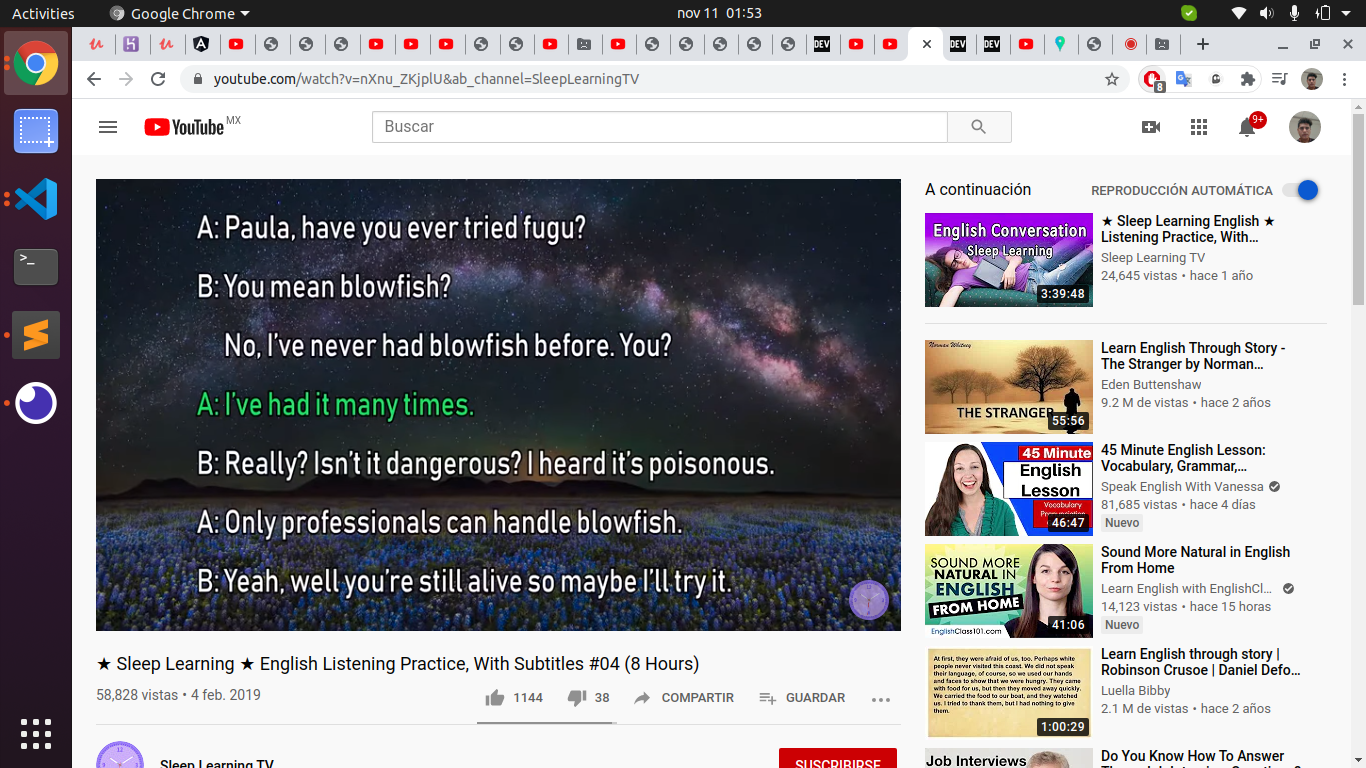 Activities
Google Chrome
nov 11 01:53
DEV
DEV
DEV
youtube.com/watch?v=nXnu_ZKjplU&ab_channel=SleepLearningTV
8
YouTube MX
Buscar
9+
A: Paula, have you ever tried fugu?
B: You mean blowfish?
No, I've never had blowfish before. You?
A: I've had it many times.
B: Really? Isn't it dangerous? I heard it's poisonous.
A: Only professionals can handle blowfish.
B: Yeah, well you're still alive so maybe I'll try it.
★ Sleep Learning ★ English Listening Practice, With Subtitles #04 (8 Hours)
58,828 vistas • 4 feb. 2019
1144
38
COMPARTIR
GUARDAR
Sleep Learning TV
SUSCRIBIRSE
A continuación
REPRODUCCIÓN AUTOMÁTICA
English Conversation
Sleep Learning
3:39:48
★ Sleep Learning English ★
Listening Practice, With...
Sleep Learning TV
24,645 vistas • hace 1 año
Norman Whitney
THE STRANGER
55:56
Learn English Through Story -
The Stranger by Norman...
Eden Buttenshaw
9.2 M de vistas • hace 2 años
45 Minute
English
Lesson
Vocabulary
46:47
45 Minute English Lesson:
Vocabulary, Grammar,...
Speak English With Vanessa
81,685 vistas • hace 4 días
Nuevo
SOUND MORE
NATURAL IN
ENGLISH
FROM HOME
EnglishClass101.com
41:06
Sound More Natural in English
From Home
Learn English with EnglishCl...
14,123 vistas • hace 15 horas
Nuevo
At first, they were afraid of us, too. Perhaps white
people never visited this coast. We did not speak
their language, of course, so we used our hands
and faces to show that we were hungry. They came
with food for us, but then they moved away quickly.
We carried the food to our boat, and they watched
us. I tried to thank them, but I had nothing to give
them.
1:00:29
Learn English through story |
Robinson Crusoe | Daniel Defo...
Luella Bibby
2.1 M de vistas • hace 2 años
Job Interviews
Do You Know How To Answer